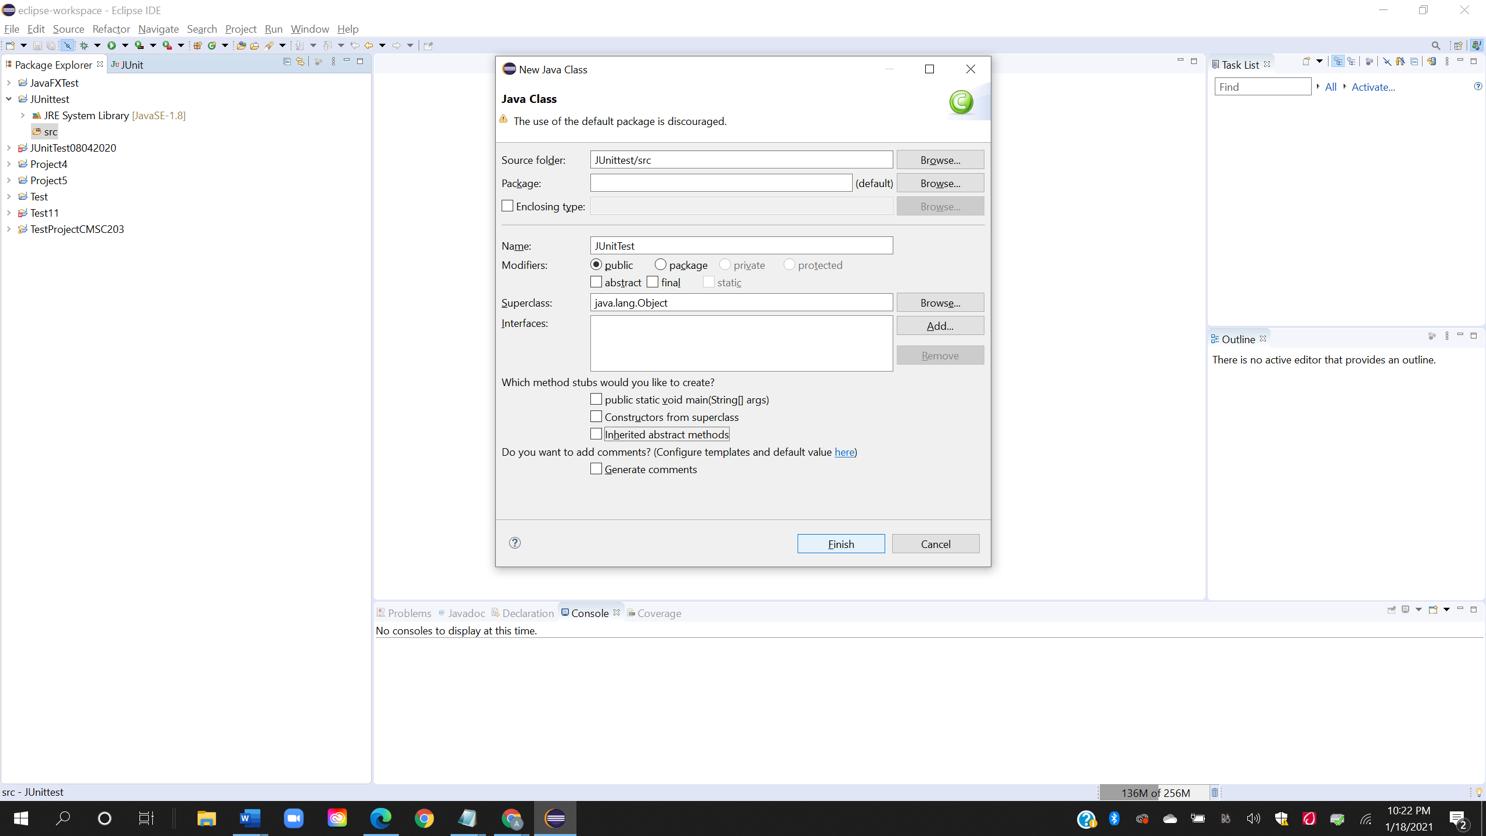 eclipse-workspace - Eclipse IDE
File Edit Source Refactor Navigate Search Project Run Window Help
Package Explorer JUnit
JavaFXTest
JUnittest
JRE System Library [JavaSE-1.8]
src
JUnitTest08042020
Project4
Project5
Test
Test11
TestProjectCMSC203
New Java Class
Java Class
The use of the default package is discouraged.
Source folder: JUnittest/src Browse...
Package: (default) Browse...
Enclosing type: Browse...
Name: JUnitTest
Modifiers: public package private protected
abstract final static
Superclass: java.lang.Object Browse...
Interfaces: Add...
Remove
Which method stubs would you like to create?
public static void main(String[] args)
Constructors from superclass
Inherited abstract methods
Do you want to add comments? (Configure templates and default value here)
Generate comments
Finish Cancel
Task List
Find All Activate...
Outline
There is no active editor that provides an outline.
Problems Javadoc Declaration Console Coverage
No consoles to display at this time.
src - JUnittest
136M of 256M
10:22 PM
1/18/2021
2